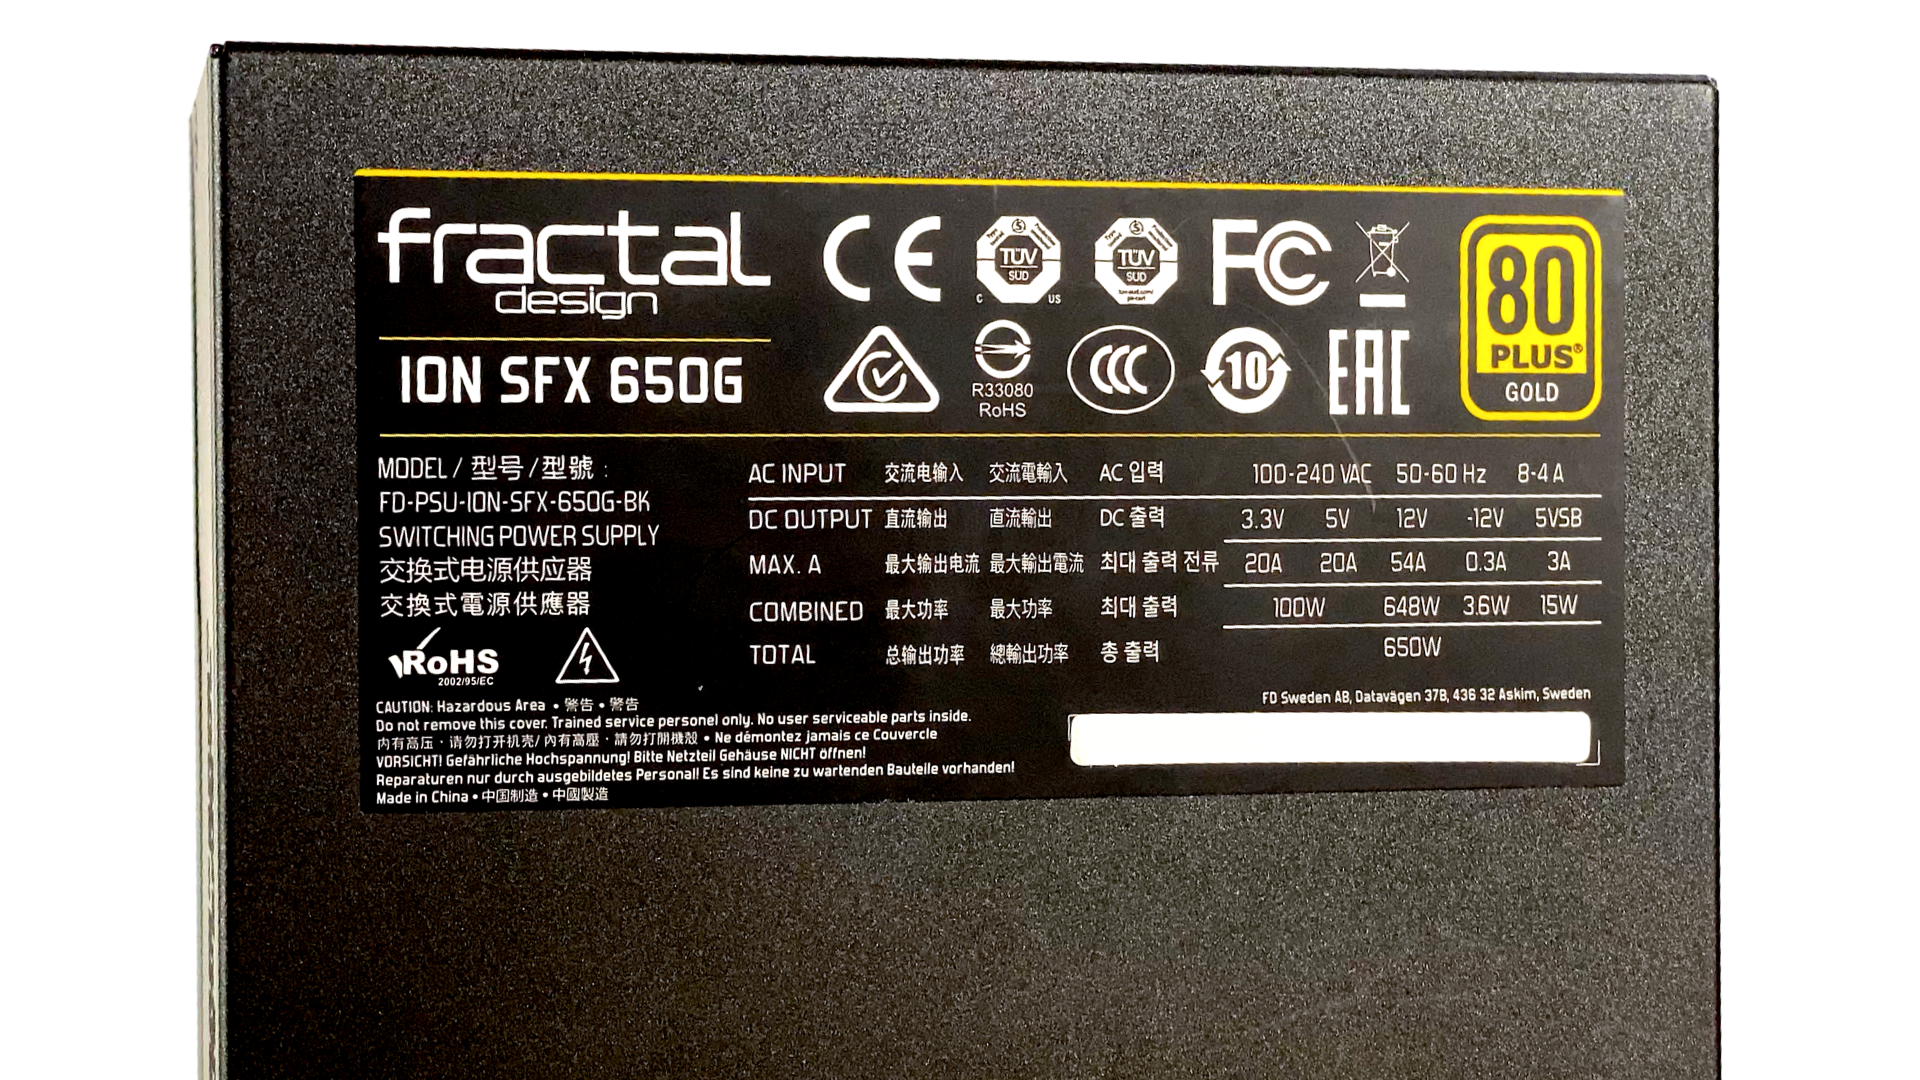 fractal
design
ION SFX 650G
CE
TÜV
SÜD
C US
TÜV
SÜD
FC
R33080
RoHS
CCC
10
EAC
80
PLUS®
GOLD
MODEL / 型号 / 型號 :
FD-PSU-ION-SFX-650G-BK
SWITCHING POWER SUPPLY
交换式电源供应器
交換式電源供應器
RoHS
2002/95/EC
AC INPUT 交流电输入 交流電輸入 AC 입력 100-240 VAC 50-60 Hz 8-4 A
DC OUTPUT 直流输出 直流輸出 DC 출력 3.3V 5V 12V -12V 5VSB
MAX. A 最大输出电流 最大輸出電流 최대 출력 전류 20A 20A 54A 0.3A 3A
COMBINED 最大功率 最大功率 최대 출력 100W 648W 3.6W 15W
TOTAL 总输出功率 總輸出功率 총 출력 650W
CAUTION: Hazardous Area • 警告 • 警告
Do not remove this cover. Trained service personel only. No user serviceable parts inside.
内有高压 · 请勿打开机壳/ 內有高壓 · 請勿打開機殼 • Ne démontez jamais ce Couvercle
VORSICHT! Gefährliche Hochspannung! Bitte Netzteil Gehäuse NICHT öffnen!
Reparaturen nur durch ausgebildetes Personal! Es sind keine zu wartenden Bauteile vorhanden!
Made in China • 中国制造 • 中國製造
FD Sweden AB, Datavägen 37B, 436 32 Askim, Sweden